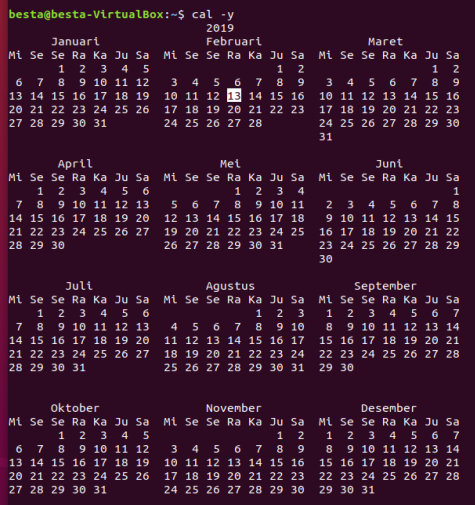 besta@besta-VirtualBox:~$ cal -y
                            2019
      Januari               Februari               Maret
Mi Se Se Ra Ka Ju Sa  Mi Se Se Ra Ka Ju Sa  Mi Se Se Ra Ka Ju Sa
       1  2  3  4  5                  1  2                  1  2
 6  7  8  9 10 11 12   3  4  5  6  7  8  9   3  4  5  6  7  8  9
13 14 15 16 17 18 19  10 11 12 13 14 15 16  10 11 12 13 14 15 16
20 21 22 23 24 25 26  17 18 19 20 21 22 23  17 18 19 20 21 22 23
27 28 29 30 31        24 25 26 27 28        24 25 26 27 28 29 30
                                            31
       April                  Mei                   Juni
Mi Se Se Ra Ka Ju Sa  Mi Se Se Ra Ka Ju Sa  Mi Se Se Ra Ka Ju Sa
    1  2  3  4  5  6            1  2  3  4                     1
 7  8  9 10 11 12 13   5  6  7  8  9 10 11   2  3  4  5  6  7  8
14 15 16 17 18 19 20  12 13 14 15 16 17 18   9 10 11 12 13 14 15
21 22 23 24 25 26 27  19 20 21 22 23 24 25  16 17 18 19 20 21 22
28 29 30              26 27 28 29 30 31     23 24 25 26 27 28 29
                                            30
        Juli                Agustus              September
Mi Se Se Ra Ka Ju Sa  Mi Se Se Ra Ka Ju Sa  Mi Se Se Ra Ka Ju Sa
    1  2  3  4  5  6               1  2  3   1  2  3  4  5  6  7
 7  8  9 10 11 12 13   4  5  6  7  8  9 10   8  9 10 11 12 13 14
14 15 16 17 18 19 20  11 12 13 14 15 16 17  15 16 17 18 19 20 21
21 22 23 24 25 26 27  18 19 20 21 22 23 24  22 23 24 25 26 27 28
28 29 30 31           25 26 27 28 29 30 31  29 30
      Oktober               November              Desember
Mi Se Se Ra Ka Ju Sa  Mi Se Se Ra Ka Ju Sa  Mi Se Se Ra Ka Ju Sa
       1  2  3  4  5                  1  2   1  2  3  4  5  6  7
 6  7  8  9 10 11 12   3  4  5  6  7  8  9   8  9 10 11 12 13 14
13 14 15 16 17 18 19  10 11 12 13 14 15 16  15 16 17 18 19 20 21
20 21 22 23 24 25 26  17 18 19 20 21 22 23  22 23 24 25 26 27 28
27 28 29 30 31        24 25 26 27 28 29 30  29 30 31